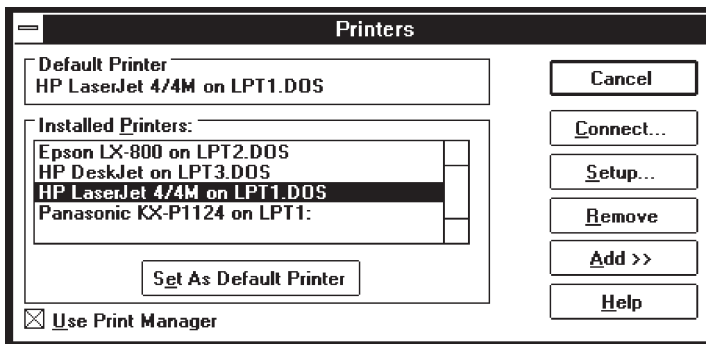 Printers
Default Printer
HP LaserJet 4/4M on LPT1.DOS
Installed Printers:
Epson LX-800 on LPT2.DOS
HP DeskJet on LPT3.DOS
HP LaserJet 4/4M on LPT1.DOS
Panasonic KX-P1124 on LPT1:
Set As Default Printer
Use Print Manager
Cancel
Connect...
Setup...
Remove
Add >>
Help